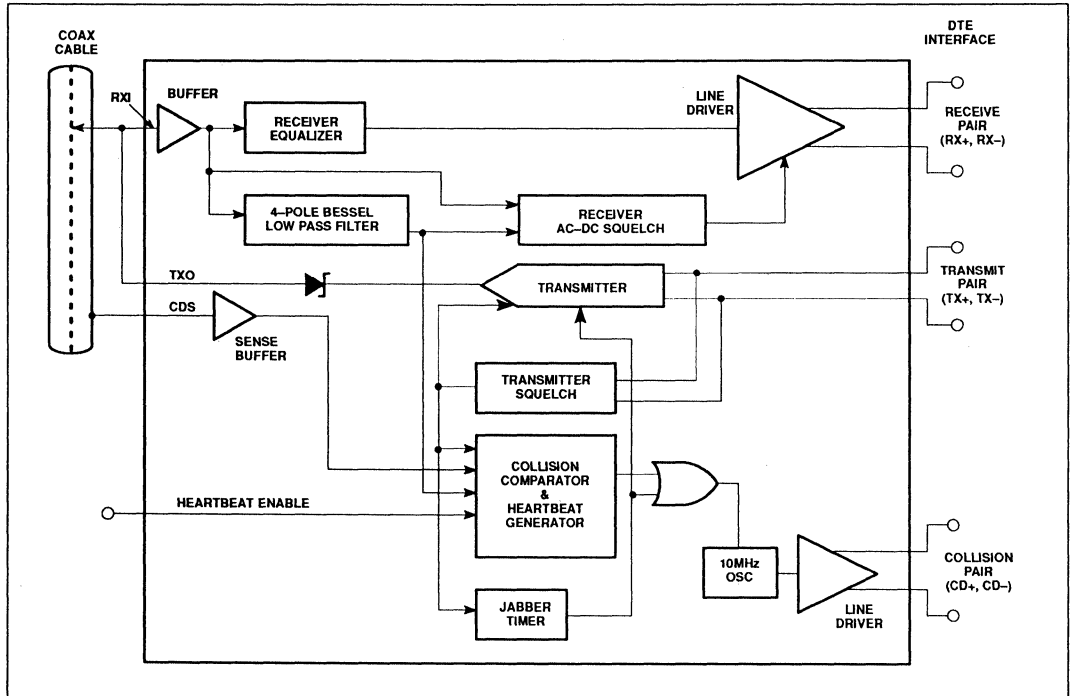 COAX
CABLE
DTE
INTERFACE
RXI
BUFFER
RECEIVER
EQUALIZER
LINE
DRIVER
RECEIVE
PAIR
(RX+, RX–)
4–POLE BESSEL
LOW PASS FILTER
RECEIVER
AC–DC SQUELCH
TXO
TRANSMITTER
TRANSMIT
PAIR
(TX+, TX–)
CDS
SENSE
BUFFER
TRANSMITTER
SQUELCH
COLLISION
COMPARATOR
&
HEARTBEAT
GENERATOR
HEARTBEAT ENABLE
10MHz
OSC
COLLISION
PAIR
(CD+, CD–)
LINE
DRIVER
JABBER
TIMER